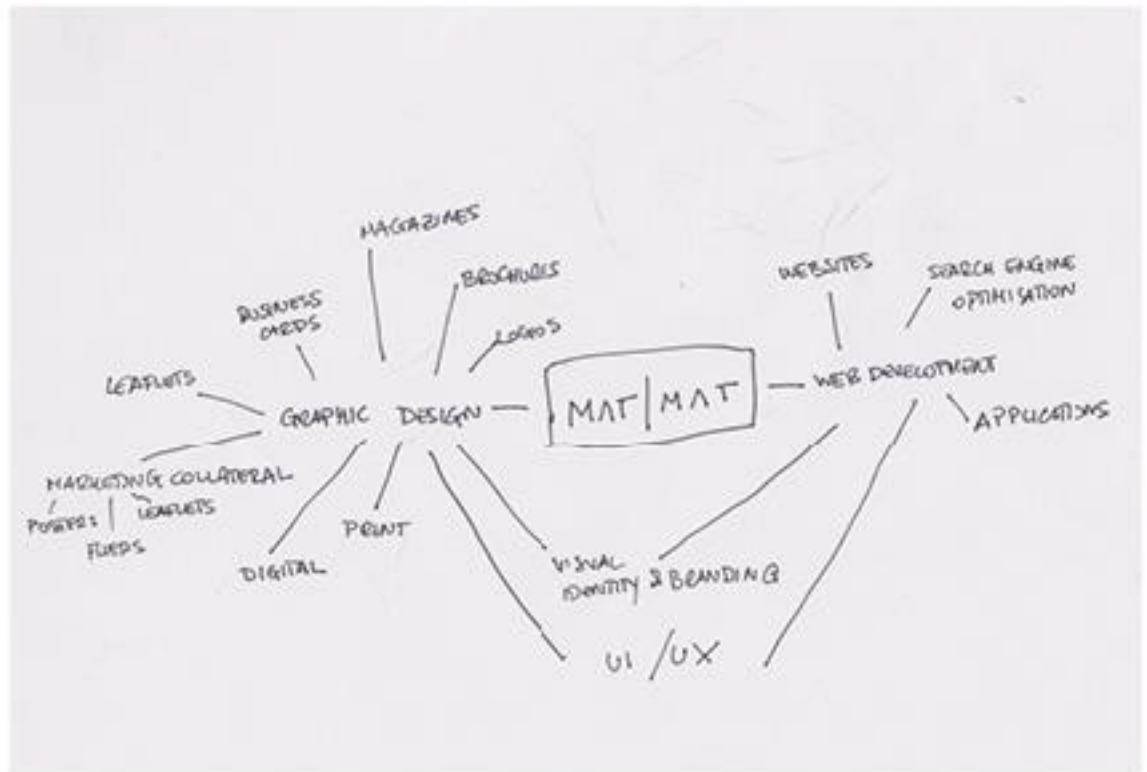 MAGAZINES
BROCHURES
BUSINESS
CARDS
LOGOS
LEAFLETS
GRAPHIC DESIGN
MAT|MAT
WEBSITES
SEARCH ENGINE
OPTIMISATION
WEB DEVELOPMENT
APPLICATIONS
MARKETING COLLATERAL
POSTERS
LEAFLETS
FLIERS
DIGITAL
PRINT
VISUAL
IDENTITY & BRANDING
UI/UX